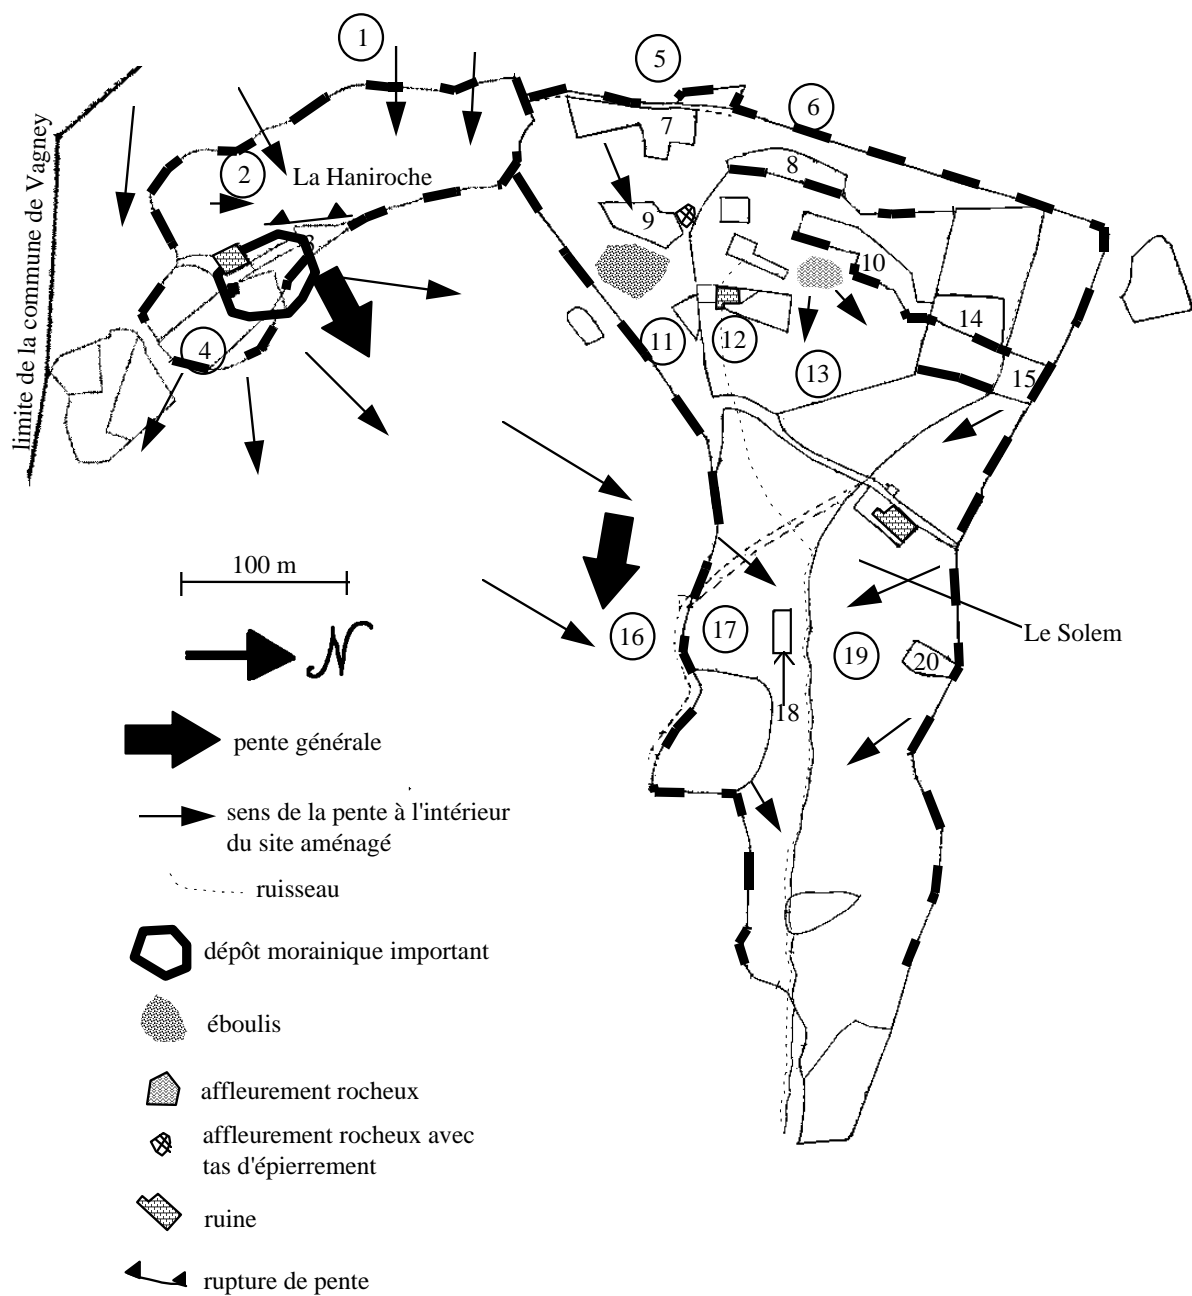 1
5
6
7
limite de la commune de Vagney
2
La Haniroche
8
9
3
10
4
11
12
13
14
15
100 m
N
16
17
18
19
20
Le Solem
pente générale
sens de la pente à l'intérieur
du site aménagé
ruisseau
dépôt morainique important
éboulis
affleurement rocheux
affleurement rocheux avec
tas d'épierrement
ruine
rupture de pente